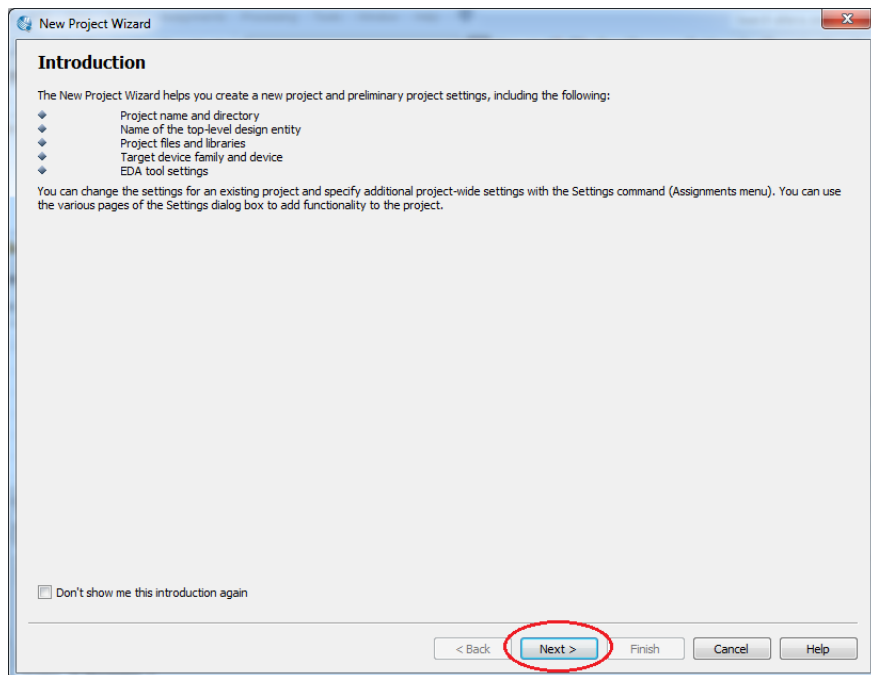 New Project Wizard
x
Introduction
The New Project Wizard helps you create a new project and preliminary project settings, including the following:
Project name and directory
Name of the top-level design entity
Project files and libraries
Target device family and device
EDA tool settings
You can change the settings for an existing project and specify additional project-wide settings with the Settings command (Assignments menu). You can use
the various pages of the Settings dialog box to add functionality to the project.
Don't show me this introduction again
< Back Next > Finish Cancel Help